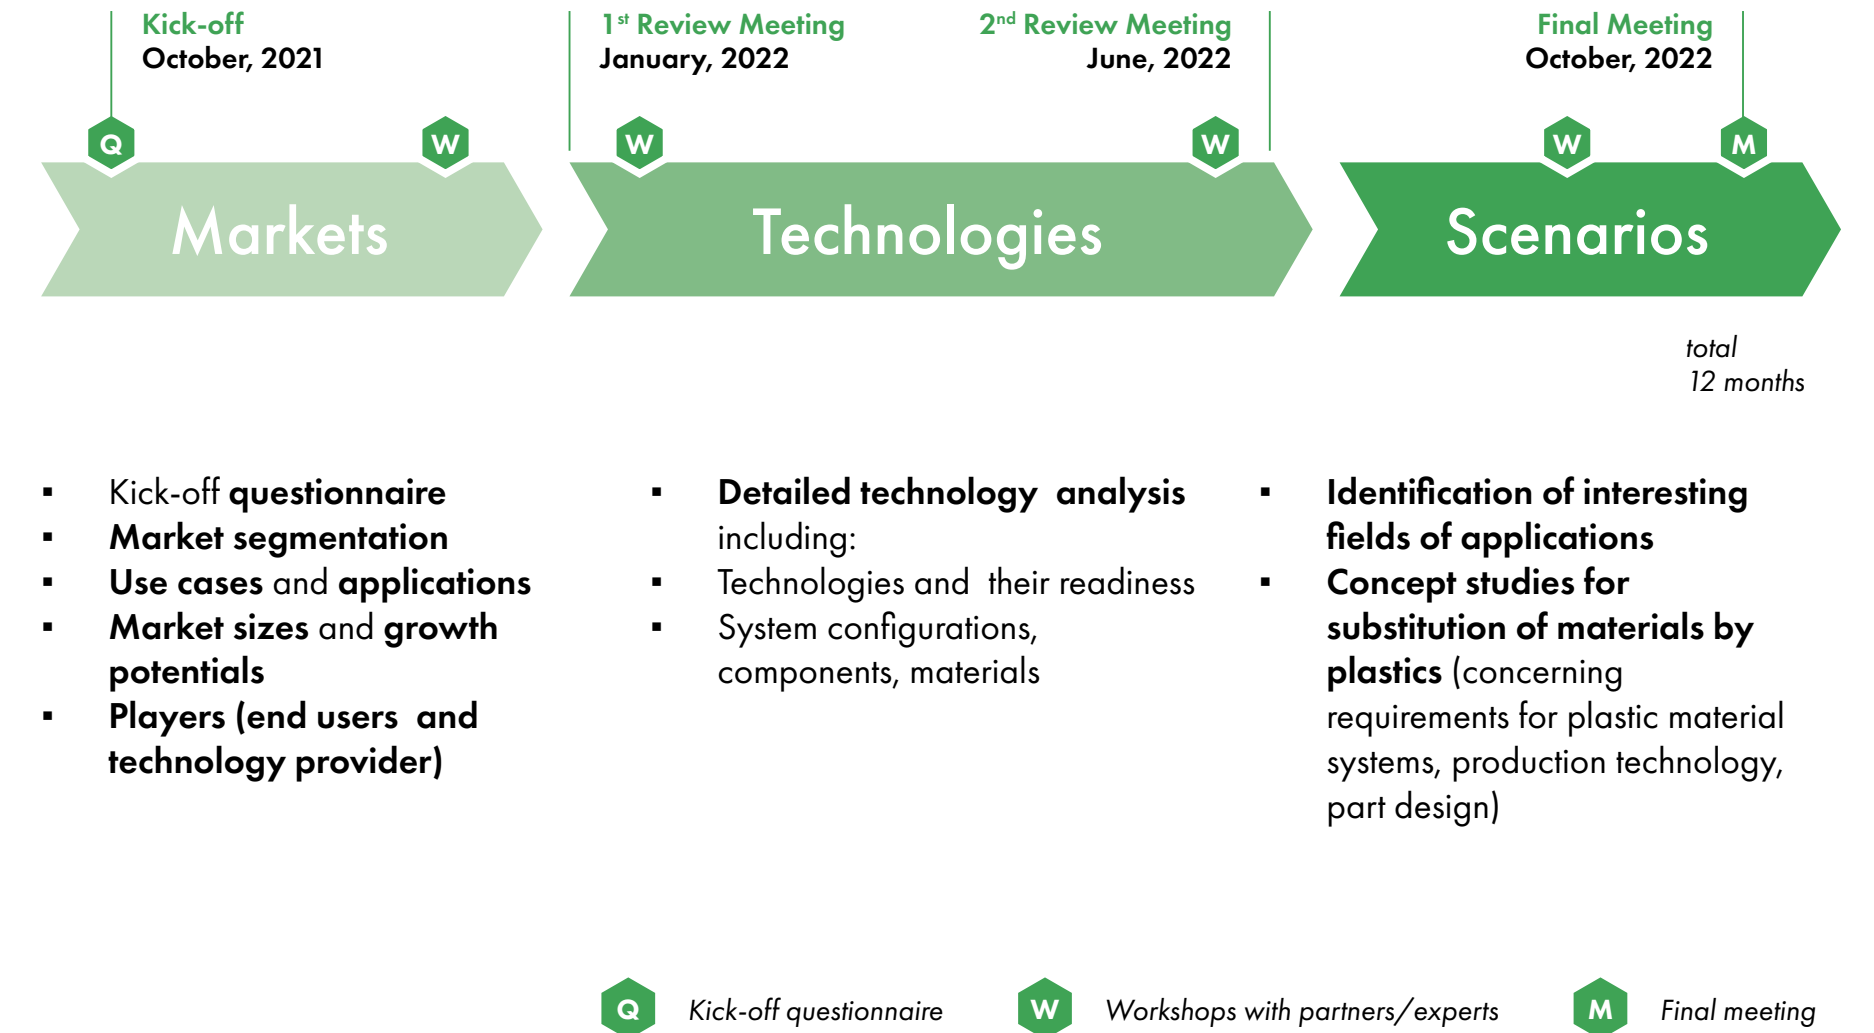 Kick-off
October, 2021
1st Review Meeting
January, 2022
2nd Review Meeting
June, 2022
Final Meeting
October, 2022
Q
W
W
W
W
M
Markets
Technologies
Scenarios
total
12 months
▪ Kick-off questionnaire
▪ Market segmentation
▪ Use cases and applications
▪ Market sizes and growth
potentials
▪ Players (end users and
technology provider)
▪ Detailed technology analysis
including:
▪ Technologies and their readiness
▪ System configurations,
components, materials
▪ Identification of interesting
fields of applications
▪ Concept studies for
substitution of materials by
plastics (concerning
requirements for plastic material
systems, production technology,
part design)
Q Kick-off questionnaire
W Workshops with partners/experts
M Final meeting